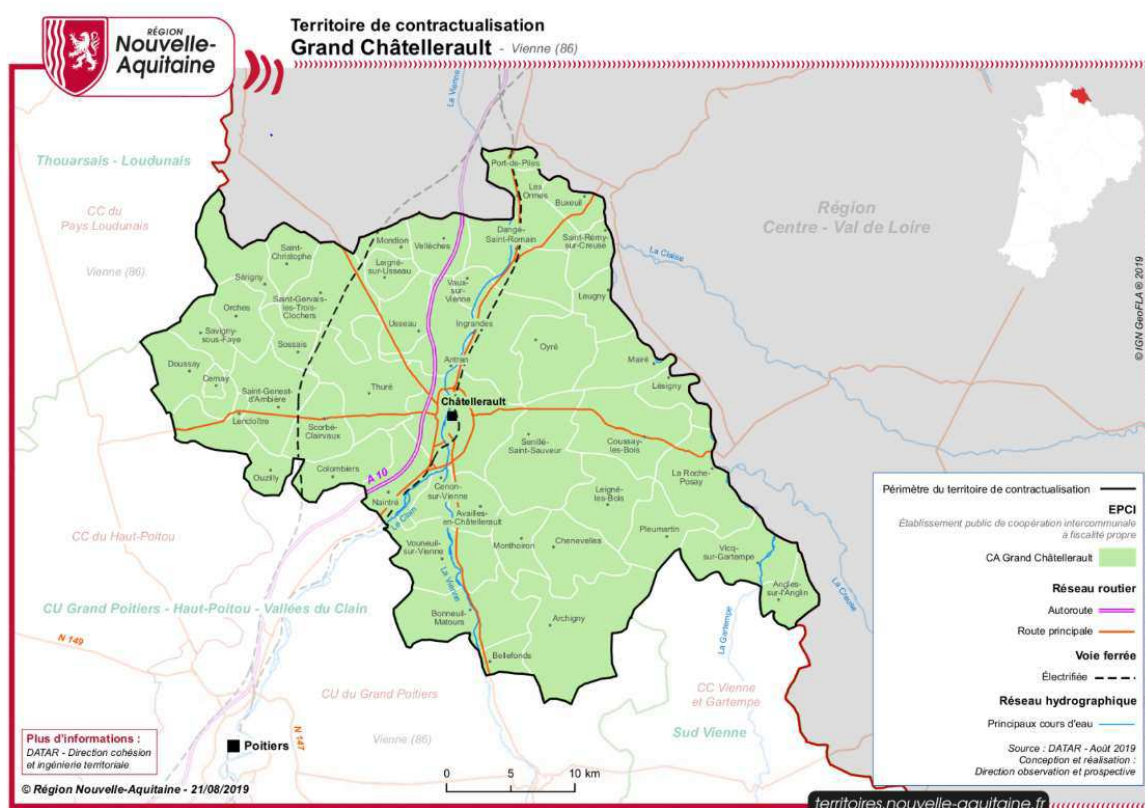 RÉGION
Nouvelle-
Aquitaine
Territoire de contractualisation
Grand Châtellerault - Vienne (86)
Thouarsais - Loudunais
CC du
Pays Loudunais
Vienne (86)
La Vienne
Port-de-Piles
Les
Ormes
Buxeuil
Dangé-
Saint-Romain
Saint-Rémy-
sur-Creuse
Mondion
Vellèches
Leigné-
sur-Usseau
Saint-
Christophe
Sérigny
Saint-Gervais-
les-Trois-
Clochers
Orches
Vaux-
sur-
Vienne
Leugny
Savigny-
sous-Faye
Usseau
Ingrandes
Sossais
Oyré
Doussay
Cernay
Antran
Mairé
Lésigny
Saint-Genest-
d'Ambière
Thuré
Châtellerault
Lencloître
Scorbé-
Clairvaux
Senillé-
Saint-Sauveur
Coussay-
les-Bois
Ouzilly
Colombiers
A 10
La Roche-
Posay
Naintré
Cenon-
sur-Vienne
Leigné-
les-Bois
Le Clain
Availles-
en-Châtellerault
Pleumartin
Vouneuil-
sur-Vienne
Monthoiron
Chenevelles
Vicq-
sur-Gartempe
La Vienne
Angles-
sur-l'Anglin
Bonneuil-
Matours
Archigny
Bellefonds
Région
Centre - Val de Loire
La Claise
La Creuse
La Gartempe
CC du Haut-Poitou
CU Grand Poitiers - Haut-Poitou - Vallées du Clain
N 149
CU du Grand Poitiers
Vienne (86)
N 147
Poitiers
CC Vienne
et Gartempe
Sud Vienne
© IGN GeoFLA ® 2019
Périmètre du territoire de contractualisation
EPCI
Établissement public de coopération intercommunale
à fiscalité propre
CA Grand Châtellerault
Réseau routier
Autoroute
Route principale
Voie ferrée
Électrifiée
Réseau hydrographique
Principaux cours d'eau
Source : DATAR - Août 2019
Conception et réalisation :
Direction observation et prospective
Plus d'informations :
DATAR - Direction cohésion
et ingénierie territoriale
0 5 10 km
© Région Nouvelle-Aquitaine - 21/08/2019
territoires.nouvelle-aquitaine.fr